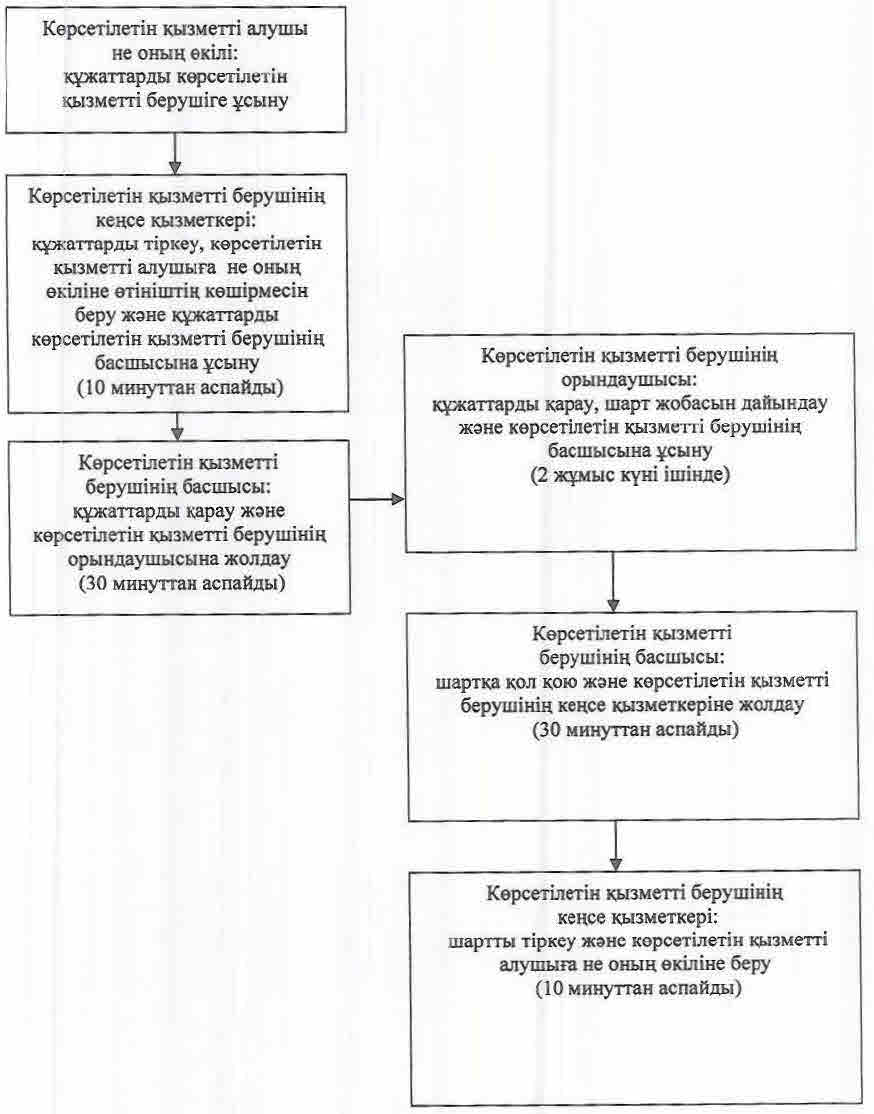 Көрсетілетін қызметті алушы
не оның өкілі:
құжаттарды көрсетілетін
қызметті берушіге ұсыну
Көрсетілетін қызметті берушінің
кеңсе қызметкері:
құжаттарды тіркеу, көрсетілетін
кызметті алушыға не оның
өкіліне өтініштің көшірмесін
беру және құжаттарды
көрсетілетін қызметті берушінің
басшысына ұсыну
(10 минуттан аспайды)
Көрсетілетін қызметті
берушінің басшысы:
құжаттарды қарау және
көрсетілетін қызметті берушінің
орындаушысына жолдау
(30 минуттан аспайды)
Көрсетілетін қызметті берушінің
орындаушысы:
құжаттарды қарау, шарт жобасын дайындау
және көрсетілетін қызметті берушінің
басшысына ұсыну
(2 жұмыс күні ішінде)
Көрсетілетін қызметті
берушінің басшысы:
шартқа қол қою және көрсетілетін қызметті
берушінің кеңсе қызметкеріне жолдау
(30 минуттан аспайды)
Көрсетілетін қызметті берушінің
кеңсе қызметкері:
шартты тіркеу және көрсетілетін қызметті
алушыға не оның өкіліне беру
(10 минуттан аспайды)